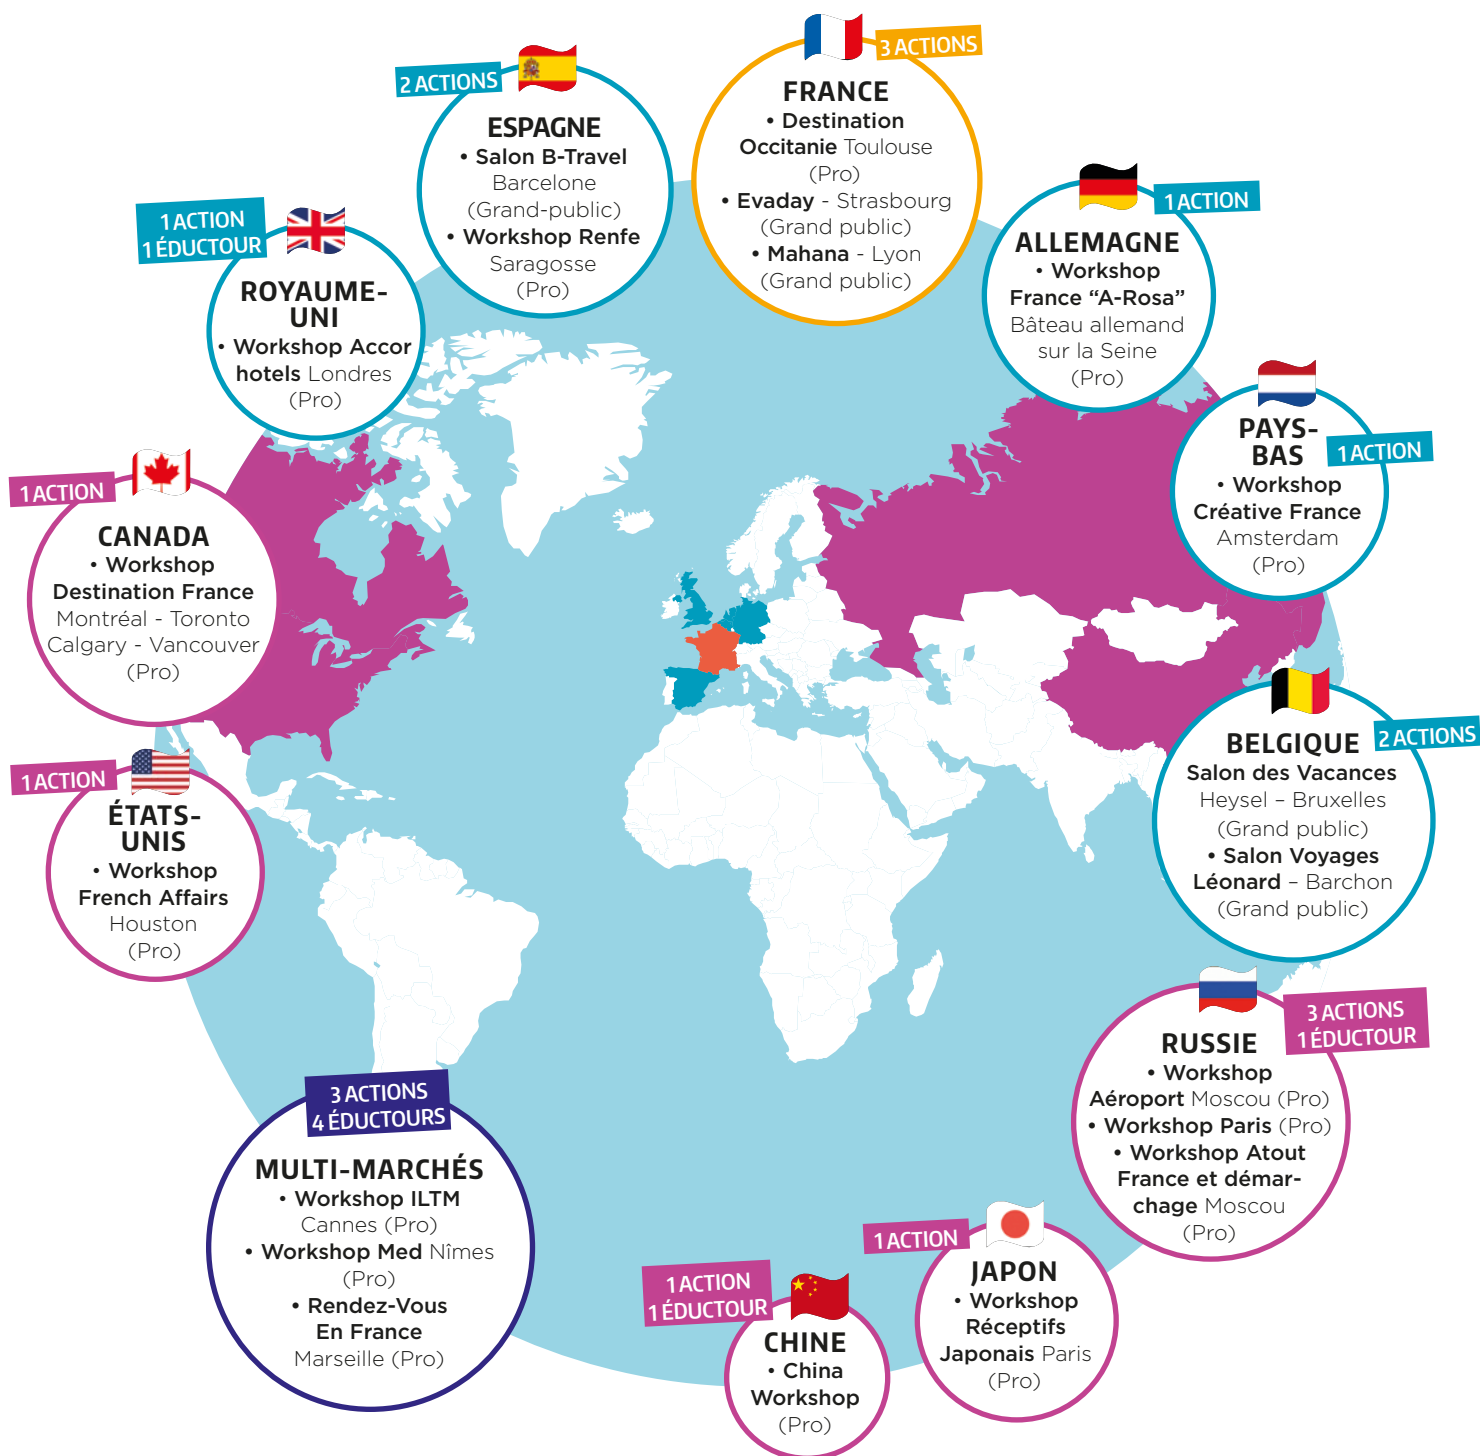 3 ACTIONS
FRANCE
• Destination
Occitanie Toulouse
(Pro)
• Evaday - Strasbourg
(Grand public)
• Mahana - Lyon
(Grand public)
2 ACTIONS
ESPAGNE
• Salon B-Travel
Barcelone
(Grand-public)
• Workshop Renfe
Saragosse
(Pro)
1 ACTION
ALLEMAGNE
• Workshop
France “A-Rosa”
Bâteau allemand
sur la Seine
(Pro)
1 ACTION
1 ÉDUCTOUR
ROYAUME-
UNI
• Workshop Accor
hotels Londres
(Pro)
PAYS-
BAS
1 ACTION
• Workshop
Créative France
Amsterdam
(Pro)
1 ACTION
CANADA
• Workshop
Destination France
Montréal - Toronto
Calgary - Vancouver
(Pro)
BELGIQUE
2 ACTIONS
Salon des Vacances
Heysel – Bruxelles
(Grand public)
• Salon Voyages
Léonard – Barchon
(Grand public)
1 ACTION
ÉTATS-
UNIS
• Workshop
French Affairs
Houston
(Pro)
3 ACTIONS
1 ÉDUCTOUR
RUSSIE
• Workshop
Aéroport Moscou (Pro)
• Workshop Paris (Pro)
• Workshop Atout
France et démar-
chage Moscou
(Pro)
3 ACTIONS
4 ÉDUCTOURS
MULTI-MARCHÉS
• Workshop ILTM
Cannes (Pro)
• Workshop Med Nîmes
(Pro)
• Rendez-Vous
En France
Marseille (Pro)
1 ACTION
JAPON
• Workshop
Réceptifs
Japonais Paris
(Pro)
1 ACTION
1 ÉDUCTOUR
CHINE
• China
Workshop
(Pro)